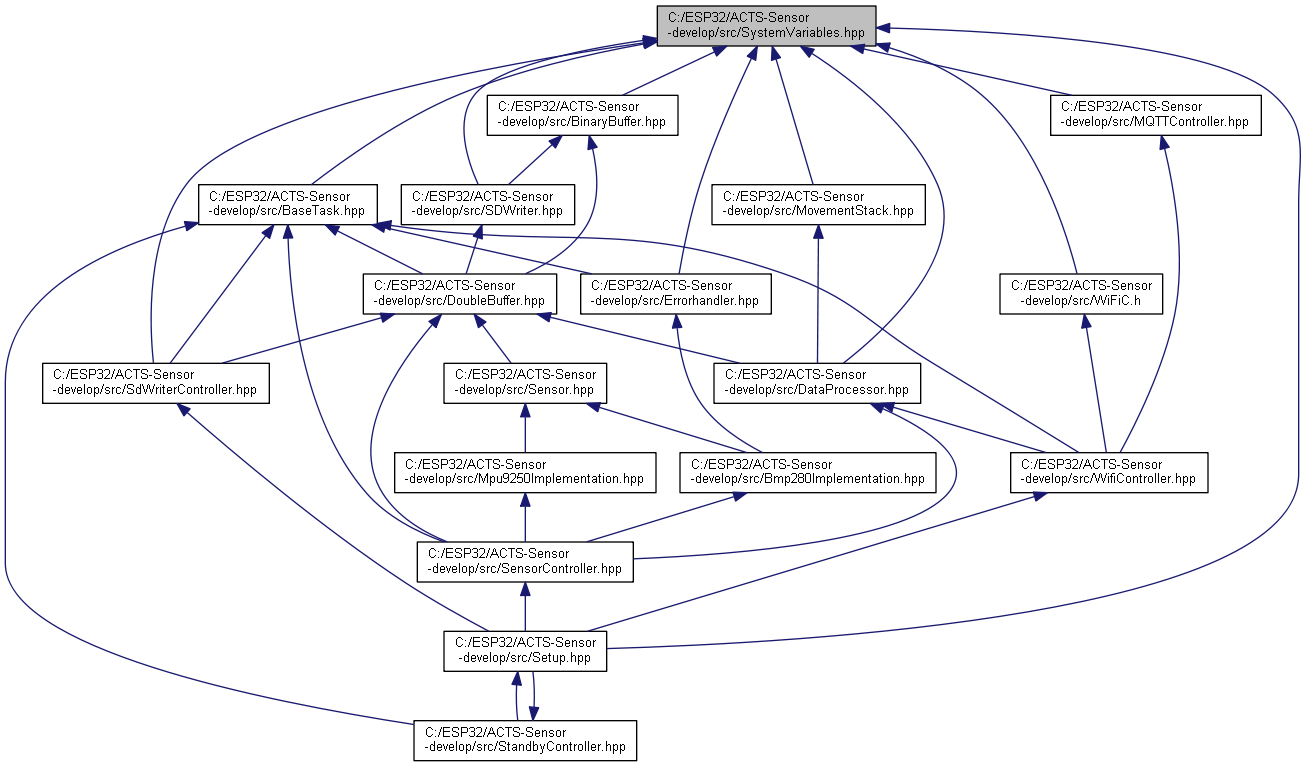 C:/ESP32/ACTS-Sensor
-develop/src/SystemVariables.hpp
C:/ESP32/ACTS-Sensor
-develop/src/BinaryBuffer.hpp
C:/ESP32/ACTS-Sensor
-develop/src/MQTTController.hpp
C:/ESP32/ACTS-Sensor
-develop/src/BaseTask.hpp
C:/ESP32/ACTS-Sensor
-develop/src/SDWriter.hpp
C:/ESP32/ACTS-Sensor
-develop/src/MovementStack.hpp
C:/ESP32/ACTS-Sensor
-develop/src/DoubleBuffer.hpp
C:/ESP32/ACTS-Sensor
-develop/src/Errorhandler.hpp
C:/ESP32/ACTS-Sensor
-develop/src/WiFiC.h
C:/ESP32/ACTS-Sensor
-develop/src/SdWriterController.hpp
C:/ESP32/ACTS-Sensor
-develop/src/Sensor.hpp
C:/ESP32/ACTS-Sensor
-develop/src/DataProcessor.hpp
C:/ESP32/ACTS-Sensor
-develop/src/Mpu9250Implementation.hpp
C:/ESP32/ACTS-Sensor
-develop/src/Bmp280Implementation.hpp
C:/ESP32/ACTS-Sensor
-develop/src/WifiController.hpp
C:/ESP32/ACTS-Sensor
-develop/src/SensorController.hpp
C:/ESP32/ACTS-Sensor
-develop/src/Setup.hpp
C:/ESP32/ACTS-Sensor
-develop/src/StandbyController.hpp